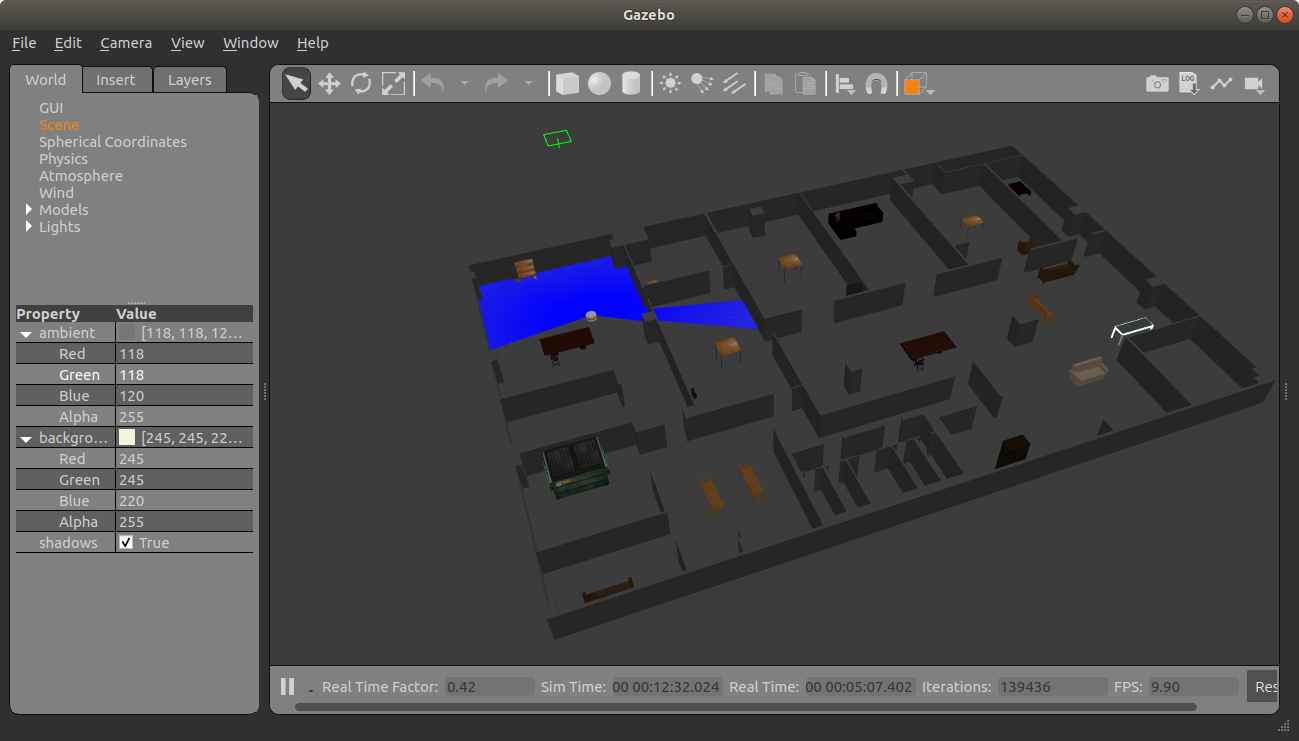 Gazebo
File Edit Camera View Window Help
World Insert Layers
LOG
GUI
Scene
Spherical Coordinates
Physics
Atmosphere
Wind
Models
Lights
Property Value
ambient [118, 118, 12...
Red 118
Green 118
Blue 120
Alpha 255
backgro... [245, 245, 22...
Red 245
Green 245
Blue 220
Alpha 255
shadows True
Real Time Factor: 0.42 Sim Time: 00 00:12:32.024 Real Time: 00 00:05:07.402 Iterations: 139436 FPS: 9.90 Res